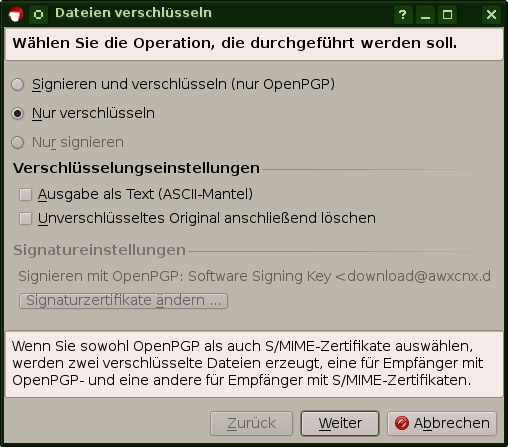 Dateien verschlüsseln
Wählen Sie die Operation, die durchgeführt werden soll.
Signieren und verschlüsseln (nur OpenPGP)
Nur verschlüsseln
Nur signieren
Verschlüsselungseinstellungen
Ausgabe als Text (ASCII-Mantel)
Unverschlüsseltes Original anschließend löschen
Signatureinstellungen
Signieren mit OpenPGP: Software Signing Key <download@awxcnx.d
Signaturzertifikate ändern ...
Wenn Sie sowohl OpenPGP als auch S/MIME-Zertifikate auswählen,
werden zwei verschlüsselte Dateien erzeugt, eine für Empfänger mit
OpenPGP- und eine andere für Empfänger mit S/MIME-Zertifikaten.
Zurück Weiter Abbrechen